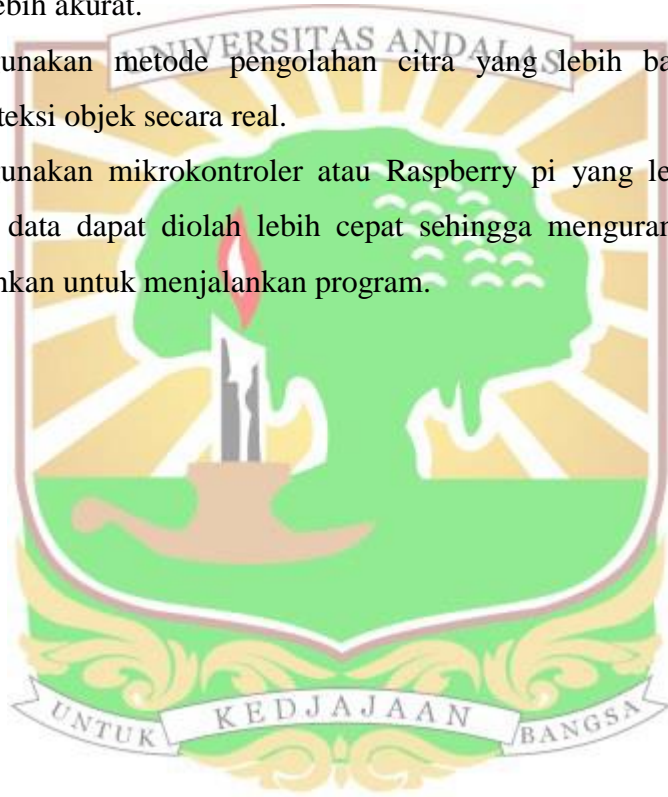 ebih akurat.
UNIVERSITAS ANDALAS
unakan metode pengolahan citra yang lebih ba
teksi objek secara real.
unakan mikrokontroler atau Raspberry pi yang le
data dapat diolah lebih cepat sehingga menguran
hkan untuk menjalankan program.
UNTUK KEDJAJAAN BANGSA